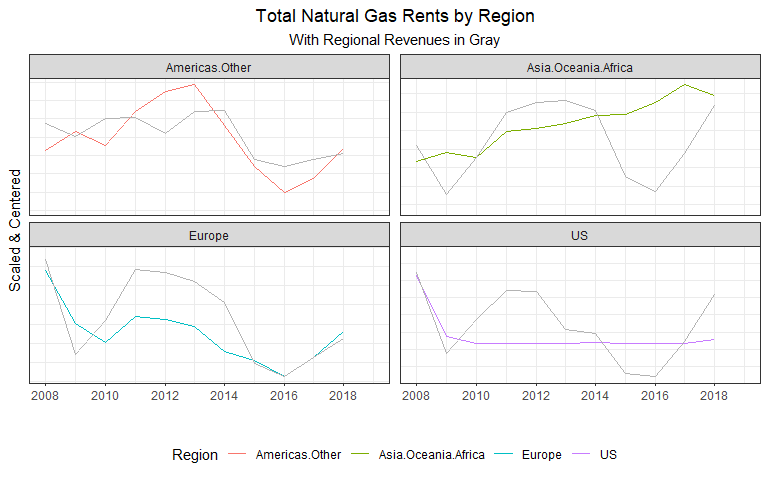 Total Natural Gas Rents by Region
With Regional Revenues in Gray
Americas.Other
Asia.Oceania.Africa
Scaled & Centered
Europe
US
2008 2010 2012 2014 2016 2018
2008 2010 2012 2014 2016 2018
Region Americas.Other Asia.Oceania.Africa Europe US